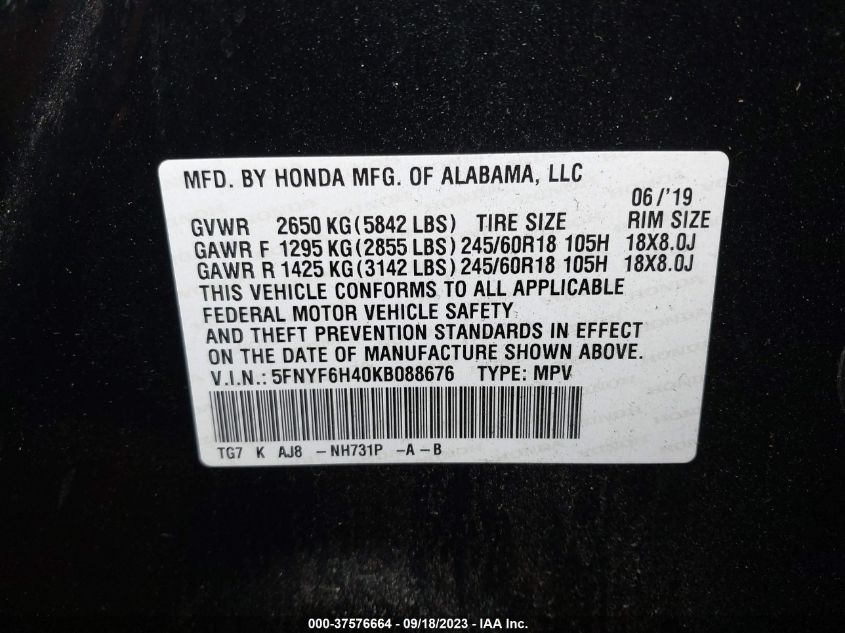 MFD. BY HONDA MFG. OF ALABAMA, LLC
06/'19
GVWR 2650 KG(5842 LBS) TIRE SIZE RIM SIZE
GAWR F 1295 KG(2855 LBS) 245/60R18 105H 18X8.0J
GAWR R 1425 KG(3142 LBS) 245/60R18 105H 18X8.0J
THIS VEHICLE CONFORMS TO ALL APPLICABLE
FEDERAL MOTOR VEHICLE SAFETY
AND THEFT PREVENTION STANDARDS IN EFFECT
ON THE DATE OF MANUFACTURE SHOWN ABOVE.
V.I.N.: 5FNYF6H40KB088676 TYPE: MPV
TG7 K AJ8 -NH731P -A-B
000-37576664 - 09/18/2023 - IAA Inc.